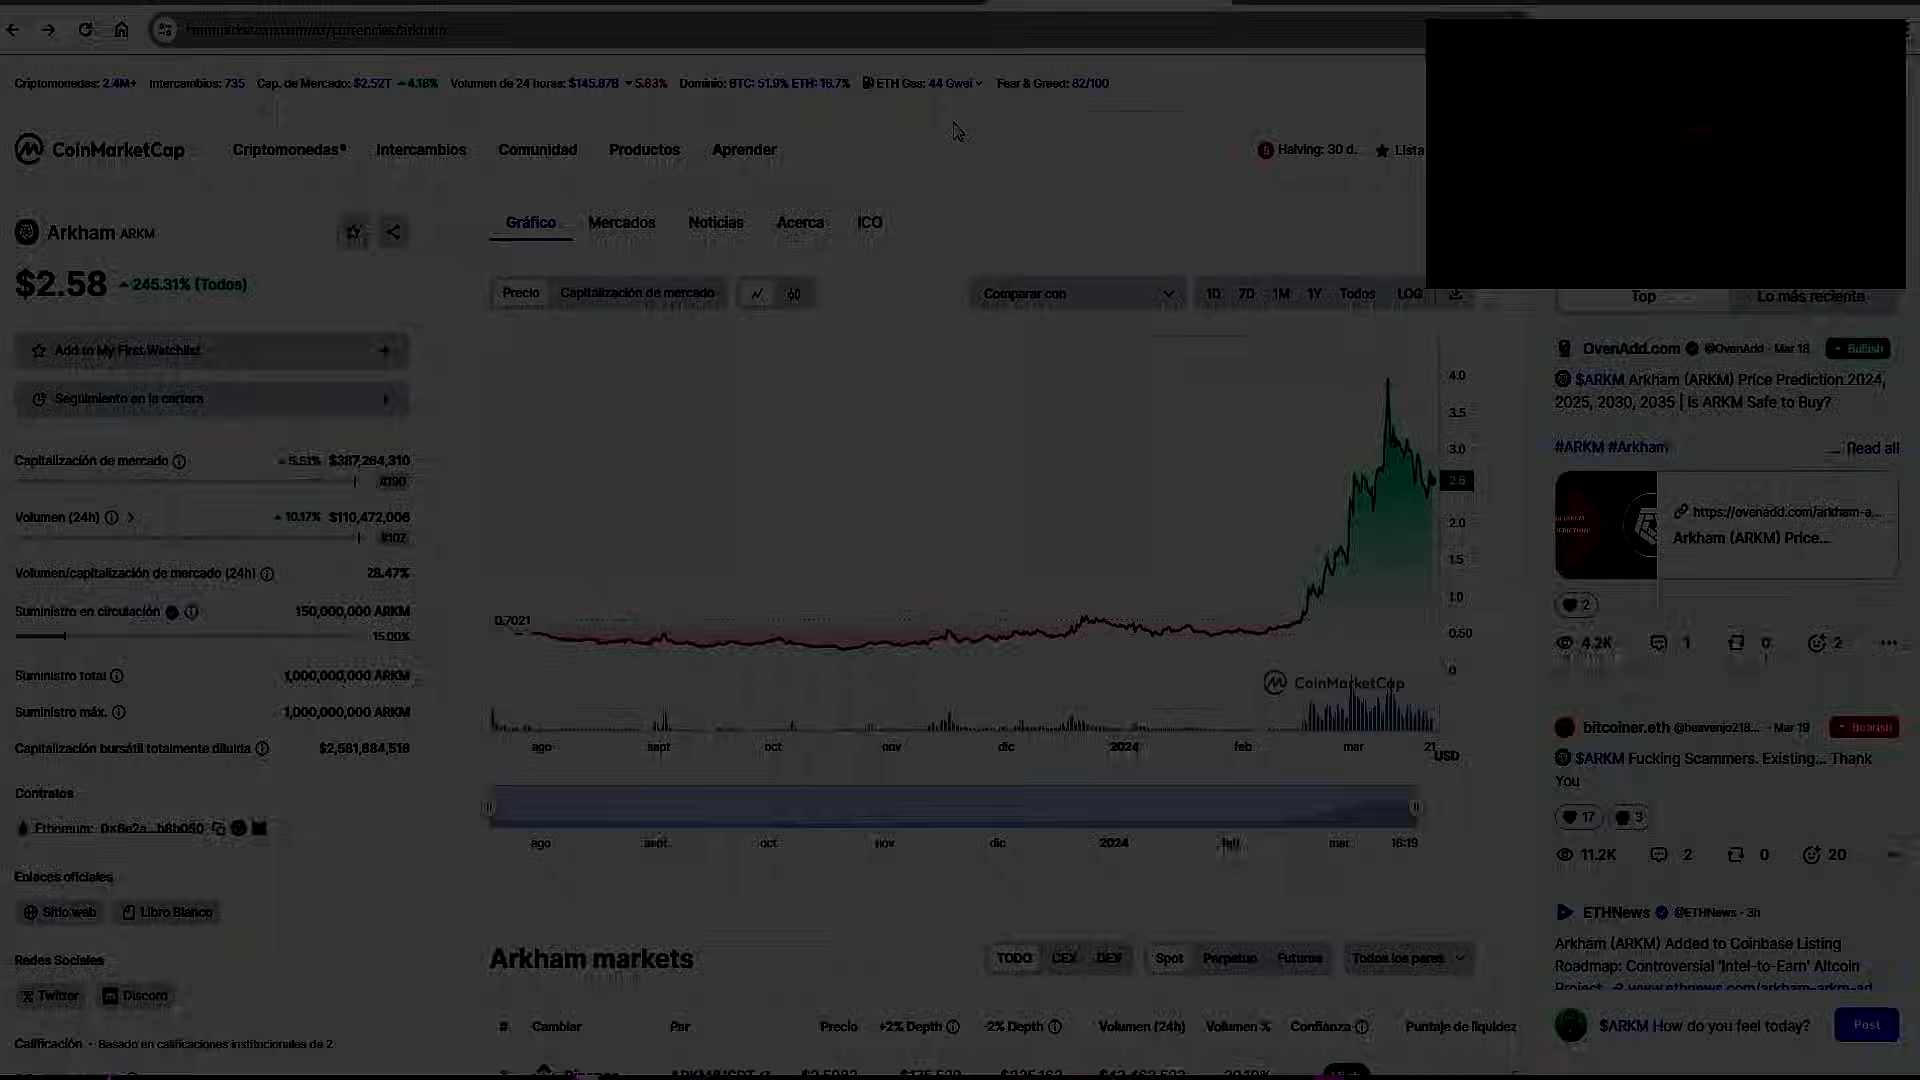 Criptomonedas: 2.4M+ Intercambios: 735 Cap. de Mercado: $2.52T 4.18% Volumen de 24 horas: $145.87B 5.83% Dominio: BTC: 51.9% ETH: 16.7% ETH Gas: 44 Gwei Fear & Greed: 82/100
CoinMarketCap Criptomonedas Intercambios Comunidad Productos Aprender Halving: 30 d... Lista
Arkham ARKM
$2.58 245.31% (Todos)
Add to My First Watchlist
Seguimiento en la cartera
Capitalización de mercado 5.51% $387,264,310
#190
Volumen (24h) 10.17% $110,472,006
#102
Volumen/capitalización de mercado (24h) 28.47%
Suministro en circulación 150,000,000 ARKM
15.00%
Suministro total 1,000,000,000 ARKM
Suministro máx. 1,000,000,000 ARKM
Capitalización bursátil totalmente diluida $2,581,684,518
Contratos
Ethereum:
Enlaces oficiales
Sitio web Libro Blanco
Redes Sociales
Twitter Discord
Calificación · Basado en calificaciones institucionales de 2
Gráfico Mercados Noticias Acerca ICO
Precio Capitalización de mercado Comparar con 1D 7D 1M 1Y Todos LOG
4.0
3.5
3.0
2.6
2.0
1.5
1.0
0.7021
0.50
0
CoinMarketCap
ago sept oct nov dic 2024 feb mar 21
USD
ago sept oct nov dic 2024 feb mar 16:19
Arkham markets TODO CEX DEX Spot Perpetuo Futuros Todos los pares
# Cambiar Par Precio +2% Depth -2% Depth Volumen (24h) Volumen % Confianza Puntaje de liquidez
Top Lo más reciente
OvenAdd.com @OvenAdd · Mar 18 Bullish
$ARKM Arkham (ARKM) Price Prediction 2024,
2025, 2030, 2035 | Is ARKM Safe to Buy?
#ARKM #Arkham ... Read all
https://ovenadd.com/arkham-a...
Arkham (ARKM) Price...
2
4.2K 1 0 2
bitcoiner.eth @heavenjo218... · Mar 19 Bearish
$ARKM Fucking Scammers. Existing... Thank
You
17 3
11.2K 2 0 20
ETHNews @ETHNews · 3h
Arkham (ARKM) Added to Coinbase Listing
Roadmap: Controversial 'Intel-to-Earn' Altcoin
Project www.ethnews.com/arkham-arkm-ad
$ARKM How do you feel today? Post